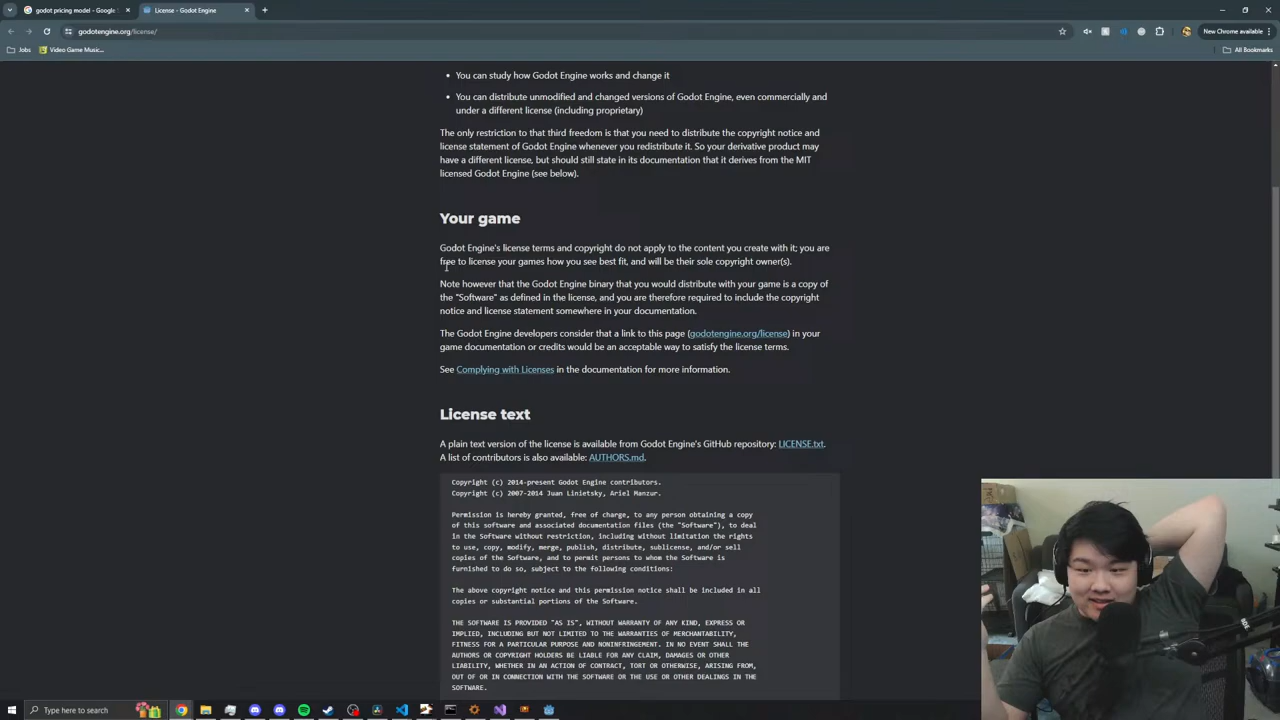 godot pricing model - Google S
License - Godot Engine
godotengine.org/license/
New Chrome available
Jobs
Video Game Music...
All Bookmarks
• You can study how Godot Engine works and change it
• You can distribute unmodified and changed versions of Godot Engine, even commercially and
under a different license (including proprietary)
The only restriction to that third freedom is that you need to distribute the copyright notice and
license statement of Godot Engine whenever you redistribute it. So your derivative product may
have a different license, but should still state in its documentation that it derives from the MIT
licensed Godot Engine (see below).
Your game
Godot Engine's license terms and copyright do not apply to the content you create with it; you are
free to license your games how you see best fit, and will be their sole copyright owner(s).
Note however that the Godot Engine binary that you would distribute with your game is a copy of
the "Software" as defined in the license, and you are therefore required to include the copyright
notice and license statement somewhere in your documentation.
The Godot Engine developers consider that a link to this page (godotengine.org/license) in your
game documentation or credits would be an acceptable way to satisfy the license terms.
See Complying with Licenses in the documentation for more information.
License text
A plain text version of the license is available from Godot Engine's GitHub repository: LICENSE.txt.
A list of contributors is also available: AUTHORS.md.
Copyright (c) 2014-present Godot Engine contributors.
Copyright (c) 2007-2014 Juan Linietsky, Ariel Manzur.
Permission is hereby granted, free of charge, to any person obtaining a copy
of this software and associated documentation files (the "Software"), to deal
in the Software without restriction, including without limitation the rights
to use, copy, modify, merge, publish, distribute, sublicense, and/or sell
copies of the Software, and to permit persons to whom the Software is
furnished to do so, subject to the following conditions:
The above copyright notice and this permission notice shall be included in all
copies or substantial portions of the Software.
THE SOFTWARE IS PROVIDED "AS IS", WITHOUT WARRANTY OF ANY KIND, EXPRESS OR
IMPLIED, INCLUDING BUT NOT LIMITED TO THE WARRANTIES OF MERCHANTABILITY,
FITNESS FOR A PARTICULAR PURPOSE AND NONINFRINGEMENT. IN NO EVENT SHALL THE
AUTHORS OR COPYRIGHT HOLDERS BE LIABLE FOR ANY CLAIM, DAMAGES OR OTHER
LIABILITY, WHETHER IN AN ACTION OF CONTRACT, TORT OR OTHERWISE, ARISING FROM,
OUT OF OR IN CONNECTION WITH THE SOFTWARE OR THE USE OR OTHER DEALINGS IN THE
SOFTWARE.
Type here to search